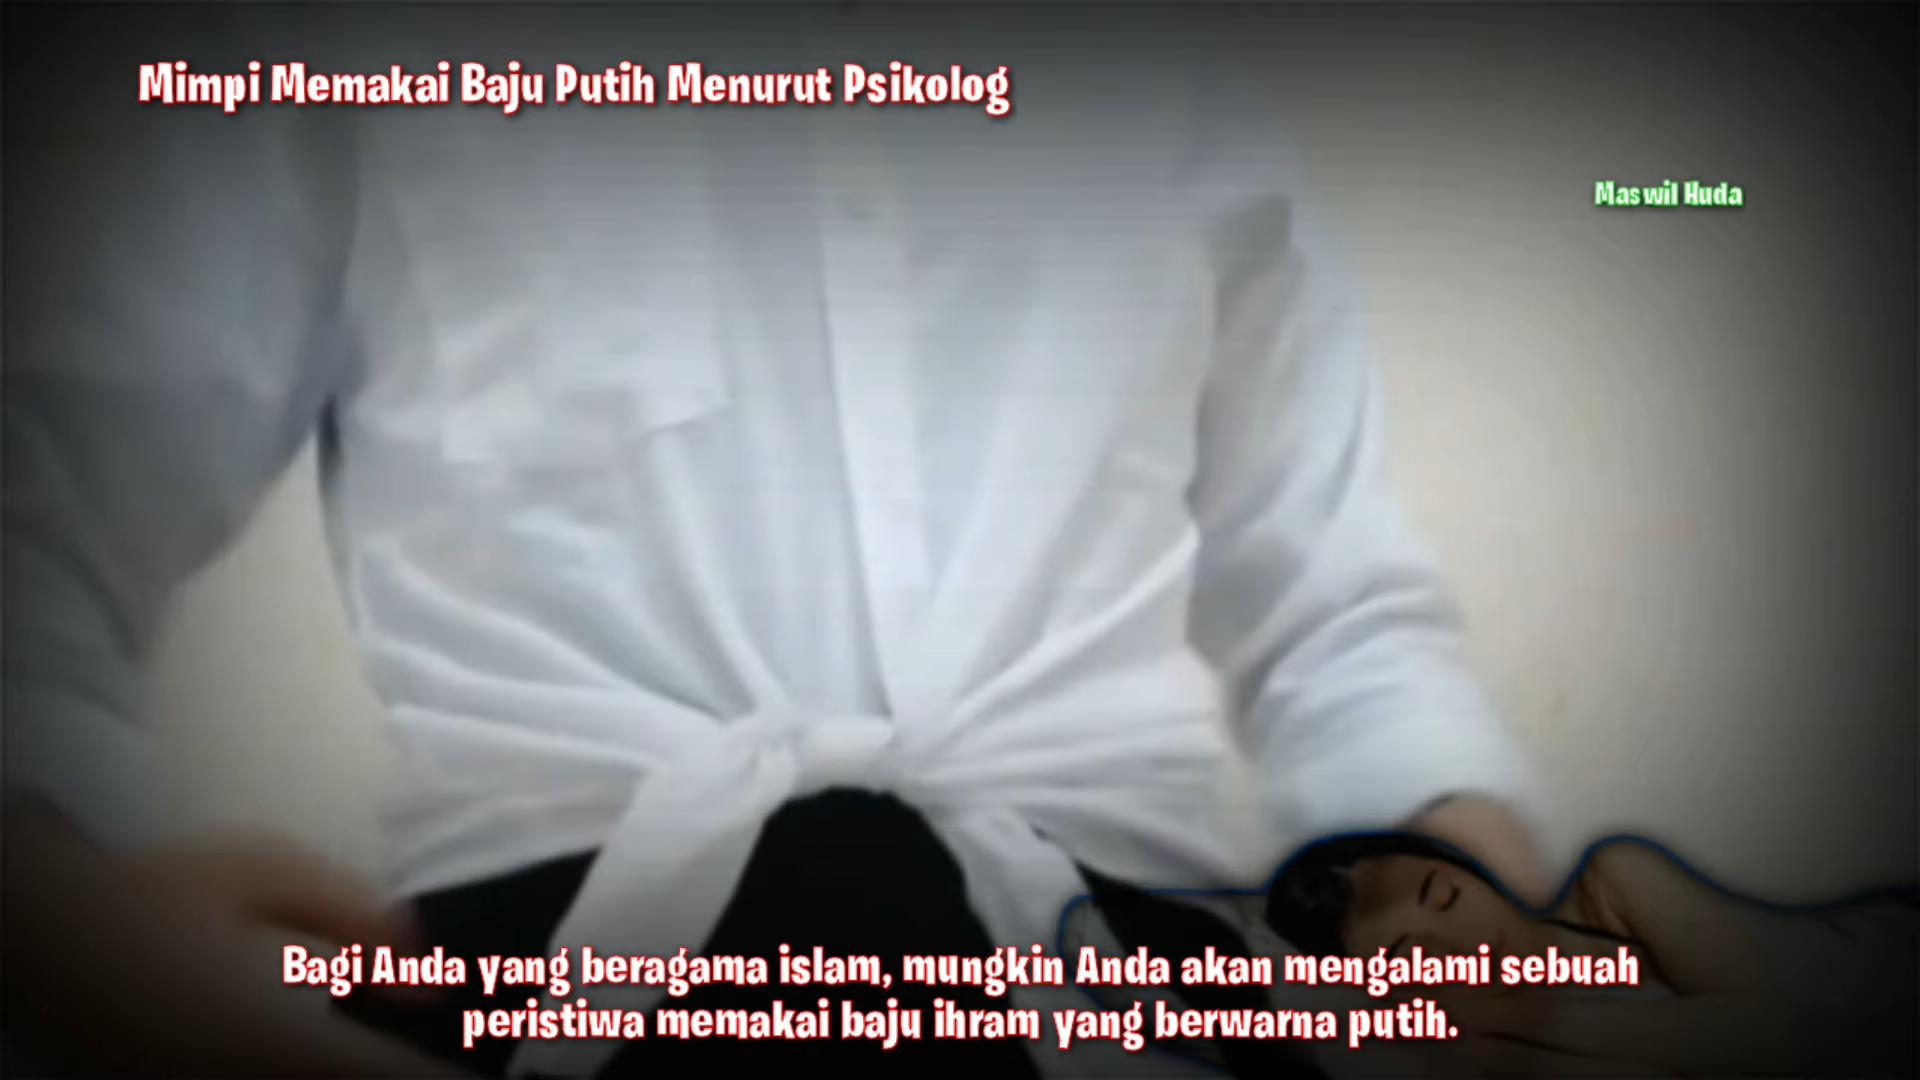 Mimpi Memakai Baju Putih Menurut Psikolog
Maswil Huda
Bagi Anda yang beragama islam, mungkin Anda akan mengalami sebuah
peristiwa memakai baju ihram yang berwarna putih.